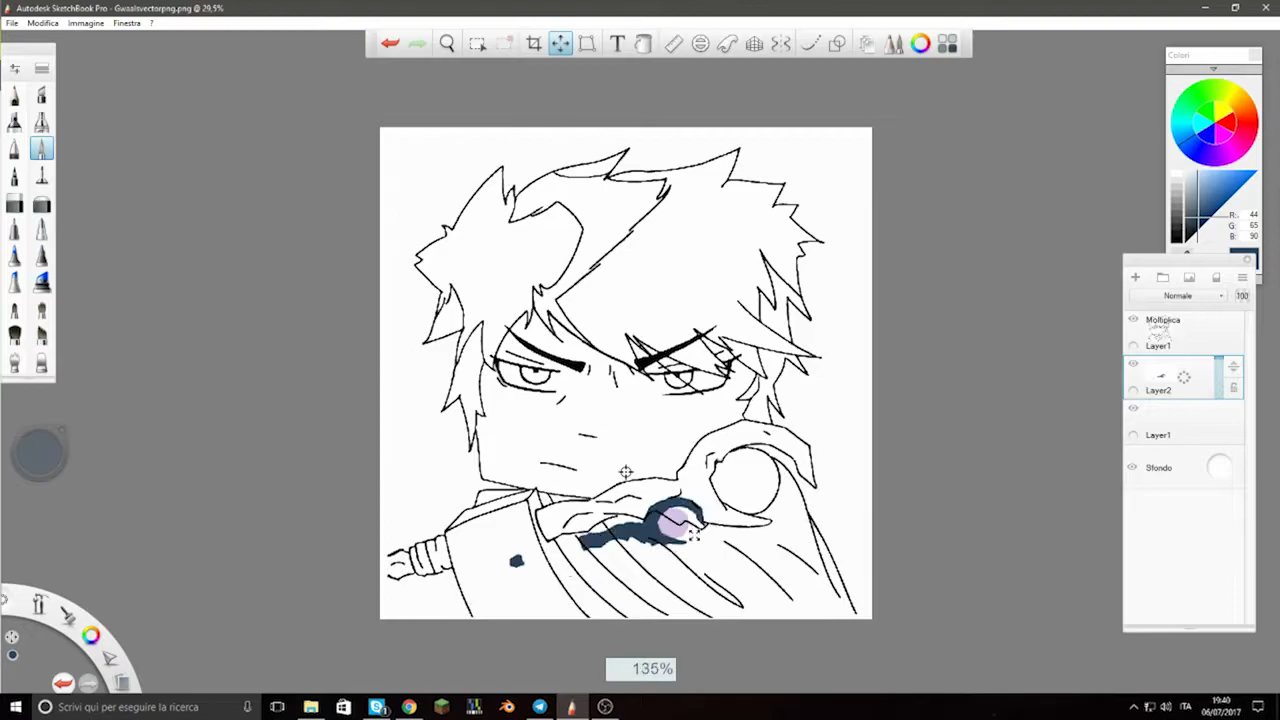 Autodesk SketchBook Pro - Gwaalsvectorpng.png @ 29,5%
File Modifica Immagine Finestra ?
T
Colori
R: 44
G: 65
B: 90
Normale 100
Moltiplica
Layer1
Layer2
Layer1
Sfondo
135%
Scrivi qui per eseguire la ricerca
ITA
19:40
06/07/2017